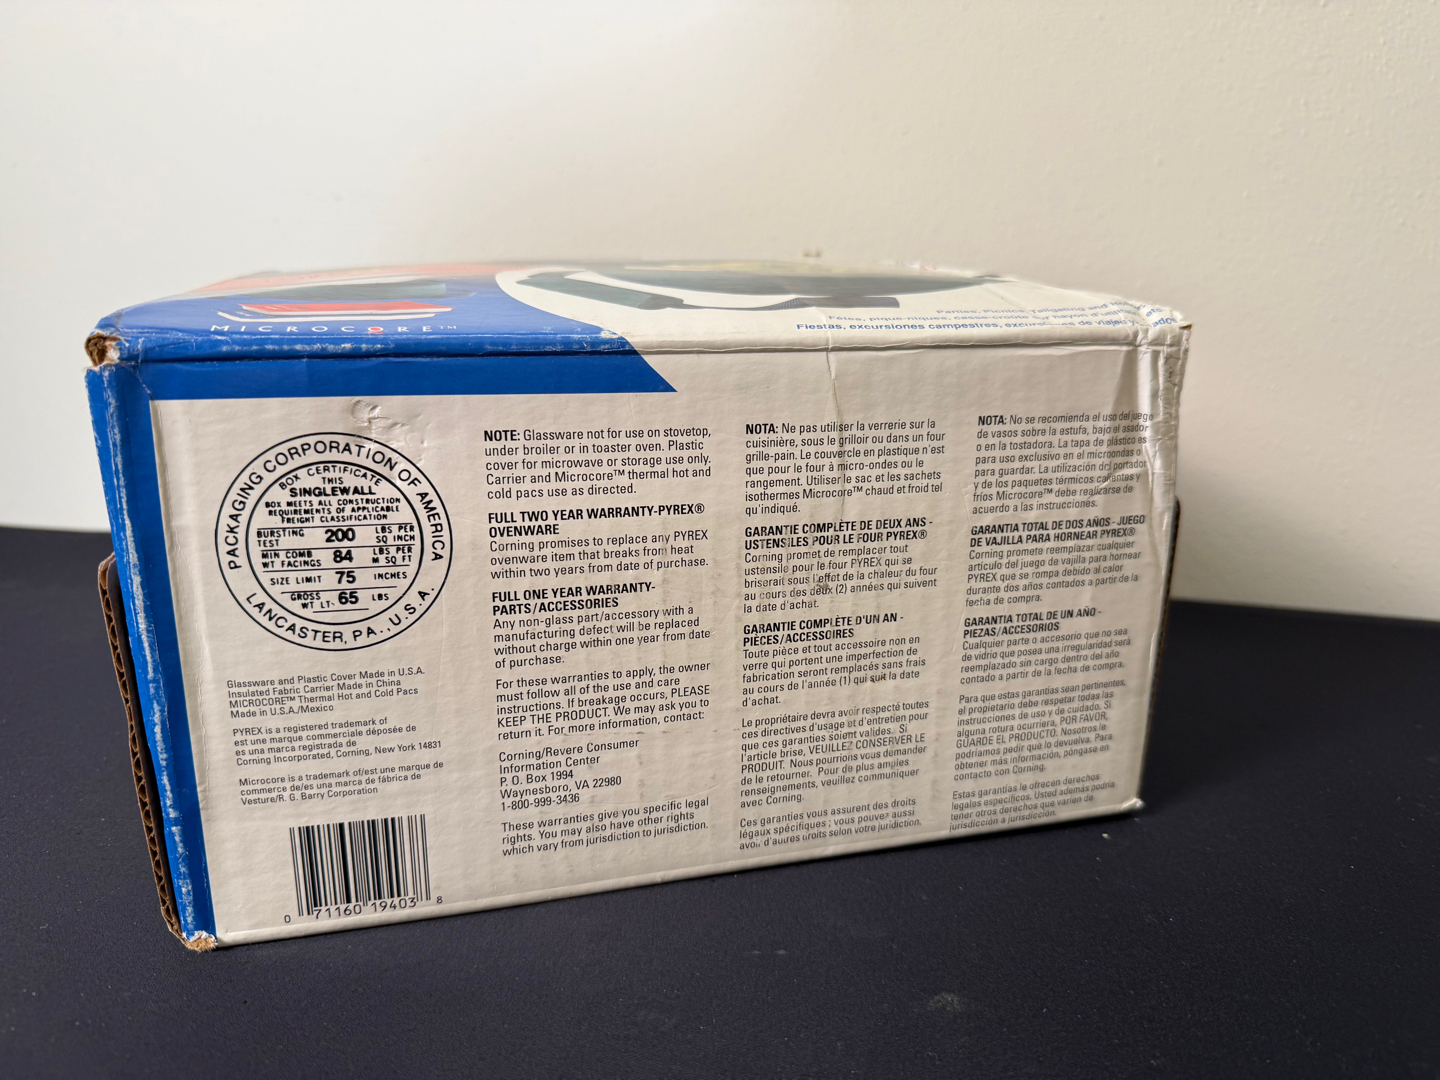 MICROCORE™
Parties, Picnics, Tailgating and
Fêtes, pique-niques,
Fiestas, excursiones campestres,
PACKAGING CORPORATION OF AMERICA
BOX CERTIFICATE
THIS
SINGLEWALL
BOX MEETS ALL CONSTRUCTION
REQUIREMENTS OF APPLICABLE
FREIGHT CLASSIFICATION
BURSTING TEST 200 LBS PER SQ INCH
MIN COMB WT FACINGS 84 LBS PER M SQ FT
SIZE LIMIT 75 INCHES
GROSS WT LT. 65 LBS
LANCASTER, PA., U.S.A.
Glassware and Plastic Cover Made in U.S.A.
Insulated Fabric Carrier Made in China
MICROCORE™ Thermal Hot and Cold Pacs
Made in U.S.A./Mexico
PYREX is a registered trademark of
est une marque commerciale déposée de
es una marca registrada de
Corning Incorporated, Corning, New York 14831
Microcore is a trademark of/est une marque de
commerce de/es una marca de fábrica de
Vesture/R. G. Barry Corporation
0 71160 19403 8
NOTE: Glassware not for use on stovetop,
under broiler or in toaster oven. Plastic
cover for microwave or storage use only.
Carrier and Microcore™ thermal hot and
cold pacs use as directed.
FULL TWO YEAR WARRANTY-PYREX®
OVENWARE
Corning promises to replace any PYREX
ovenware item that breaks from heat
within two years from date of purchase.
FULL ONE YEAR WARRANTY-
PARTS/ACCESSORIES
Any non-glass part/accessory with a
manufacturing defect will be replaced
without charge within one year from date
of purchase.
For these warranties to apply, the owner
must follow all of the use and care
instructions. If breakage occurs, PLEASE
KEEP THE PRODUCT. We may ask you to
return it. For more information, contact:
Corning/Revere Consumer
Information Center
P. O. Box 1994
Waynesboro, VA 22980
1-800-999-3436
These warranties give you specific legal
rights. You may also have other rights
which vary from jurisdiction to jurisdiction.
NOTA: Ne pas utiliser la verrerie sur la
cuisinière, sous le grilloir ou dans un four
grille-pain. Le couvercle en plastique n'est
que pour le four à micro-ondes ou le
rangement. Utiliser le sac et les sachets
isothermes Microcore™ chaud et froid tel
qu'indiqué.
GARANTIE COMPLÈTE DE DEUX ANS -
USTENSILES POUR LE FOUR PYREX®
Corning promet de remplacer tout
ustensile pour le four PYREX qui se
briserait sous l'effet de la chaleur du four
au cours des deux (2) années qui suivent
la date d'achat.
GARANTIE COMPLÈTE D'UN AN -
PIÈCES/ACCESSOIRES
Toute pièce et tout accessoire non en
verre qui portent une imperfection de
fabrication seront remplacés sans frais
au cours de l'année (1) qui suit la date
d'achat.
Le propriétaire devra avoir respecté toutes
ces directives d'usage et d'entretien pour
que ces garanties soient valides. Si
l'article brise, VEUILLEZ CONSERVER LE
PRODUIT. Nous pourrions vous demander
de le retourner. Pour de plus amples
renseignements, veuillez communiquer
avec Corning.
Ces garanties vous assurent des droits
légaux spécifiques ; vous pouvez aussi
avoir d'autres droits selon votre juridiction.
NOTA: No se recomienda el uso del juego
de vasos sobre la estufa, bajo el asador
o en la tostadora. La tapa de plástico es
para uso exclusivo en el microondas o
para guardar. La utilización del portador
y de los paquetes térmicos calientes y
fríos Microcore™ debe realizarse de
acuerdo a las instrucciones.
GARANTIA TOTAL DE DOS AÑOS - JUEGO
DE VAJILLA PARA HORNEAR PYREX®
Corning promete reemplazar cualquier
artículo del juego de vajilla para hornear
PYREX que se rompa debido al calor
durante dos años contados a partir de la
fecha de compra.
GARANTIA TOTAL DE UN AÑO -
PIEZAS/ACCESORIOS
Cualquier parte o accesorio que no sea
de vidrio que posea una irregularidad será
reemplazado sin cargo dentro del año
contado a partir de la fecha de compra.
Para que estas garantías sean pertinentes,
el propietario debe respetar todas las
instrucciones de uso y de cuidado. Si
alguna rotura ocurriera, POR FAVOR,
GUARDE EL PRODUCTO. Nosotros le
podríamos pedir que lo devuelva. Para
obtener más información, póngase en
contacto con Corning.
Estas garantías le ofrecen derechos
legales específicos. Usted además podría
tener otros derechos que varíen de
jurisdicción a jurisdicción.